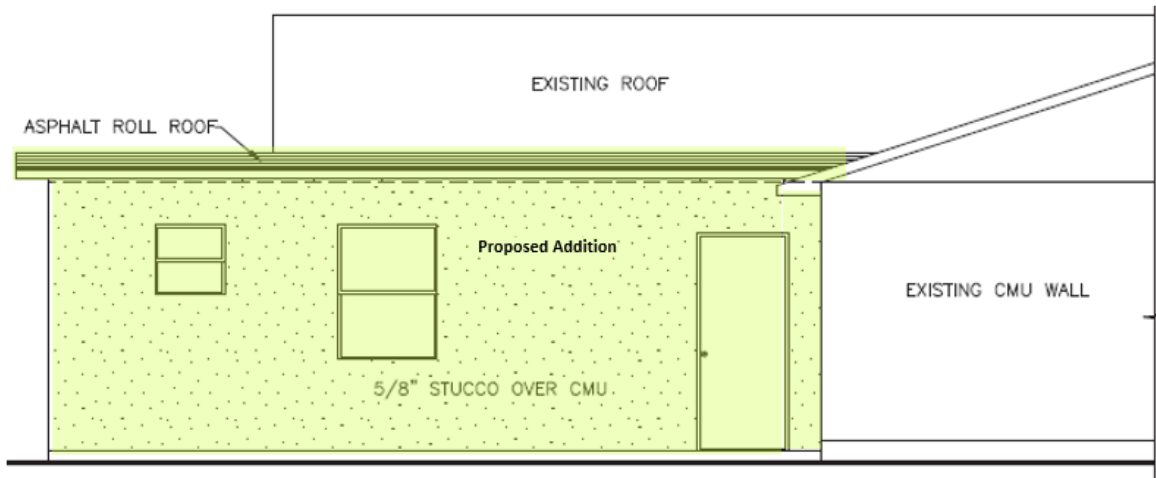 EXISTING ROOF
ASPHALT ROLL ROOF
Proposed Addition
EXISTING CMU WALL
5/8" STUCCO OVER CMU